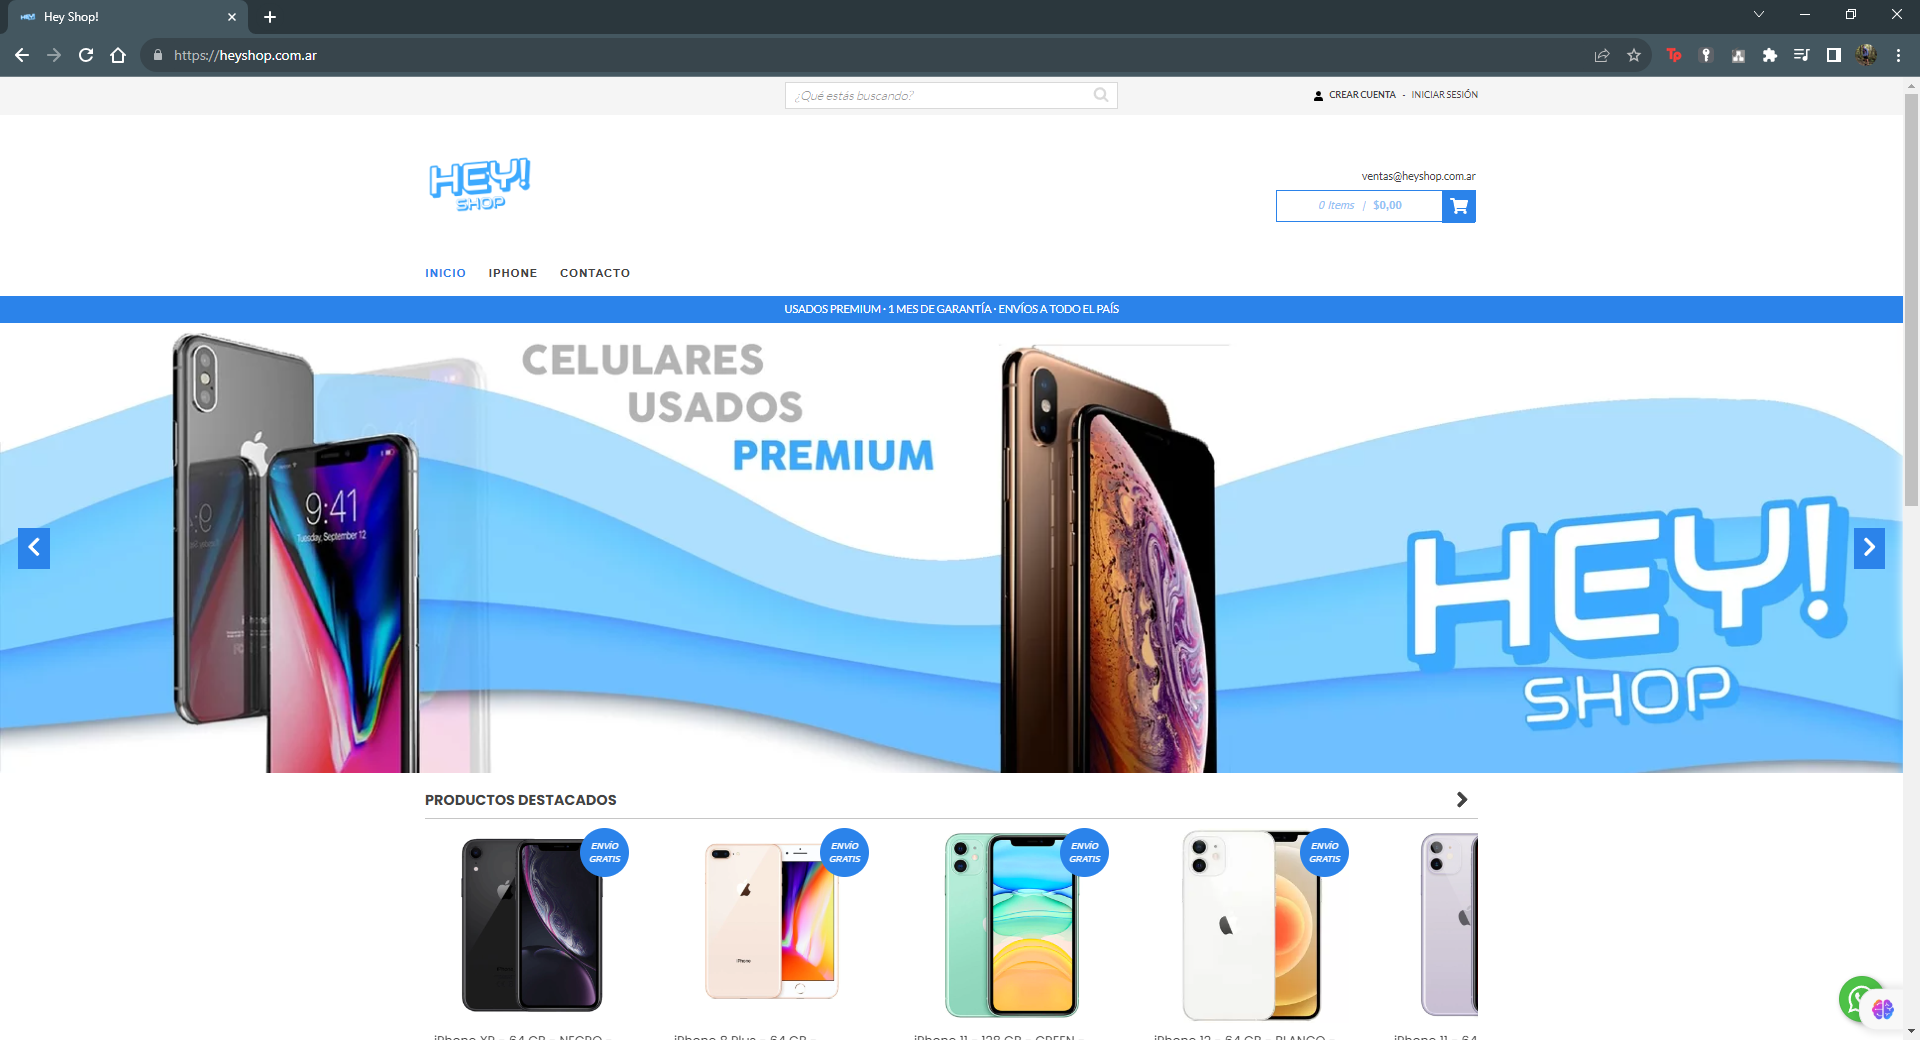 Hey Shop!
https://heyshop.com.ar
¿Qué estás buscando?
CREAR CUENTA - INICIAR SESIÓN
HEY!
SHOP
ventas@heyshop.com.ar
0 Items | $0,00
INICIO IPHONE CONTACTO
USADOS PREMIUM · 1 MES DE GARANTÍA · ENVÍOS A TODO EL PAÍS
CELULARES
USADOS
PREMIUM
9:41
Tuesday, September 12
HEY!
SHOP
PRODUCTOS DESTACADOS
ENVÍO
GRATIS
ENVÍO
GRATIS
ENVÍO
GRATIS
ENVÍO
GRATIS
iPhone
iPhone XR - 64 GB - NEGRO -
iPhone 8 Plus - 64 GB -
iPhone 11 - 128 GB - GREEN -
iPhone 12 - 64 GB - BLANCO -
iPhone 11 - 64